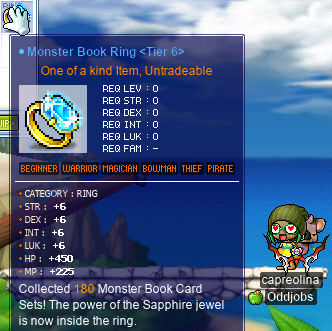 Monster Book Ring <Tier 6>
One of a kind Item, Untradeable
REQ LEV : 0
REQ STR : 0
REQ DEX : 0
REQ INT : 0
REQ LUK : 0
REQ FAM : -
BEGINNER WARRIOR MAGICIAN BOWMAN THIEF PIRATE
CATEGORY : RING
STR : +6
DEX : +6
INT : +6
LUK : +6
HP : +450
MP : +225
Collected 180 Monster Book Card
Sets! The power of the Sapphire jewel
is now inside the ring.
capreolina
Oddjobs